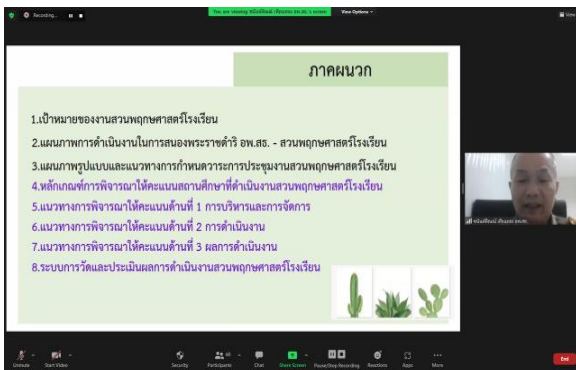 Recording...
View Options
View
ภาคผนวก
1.เป้าหมายของงานสวนพฤกษศาสตร์โรงเรียน
2.แผนภาพการดำเนินงานในการสนองพระราชดำริ อพ.สธ. - สวนพฤกษศาสตร์โรงเรียน
3.แผนภาพรูปแบบและแนวทางการกำหนดวาระการประชุมงานสวนพฤกษศาสตร์โรงเรียน
4.หลักเกณฑ์การพิจารณาให้คะแนนสถานศึกษาที่ดำเนินงานสวนพฤกษศาสตร์โรงเรียน
5.แนวทางการพิจารณาให้คะแนนด้านที่ 1 การบริหารและการจัดการ
6.แนวทางการพิจารณาให้คะแนนด้านที่ 2 การดำเนินงาน
7.แนวทางการพิจารณาให้คะแนนด้านที่ 3 ผลการดำเนินงาน
8.ระบบการวัดและประเมินผลการดำเนินงานสวนพฤกษศาสตร์โรงเรียน
Unmute Start Video Security Participants Chat Share Screen Pause/Stop Recording Reactions Apps More End